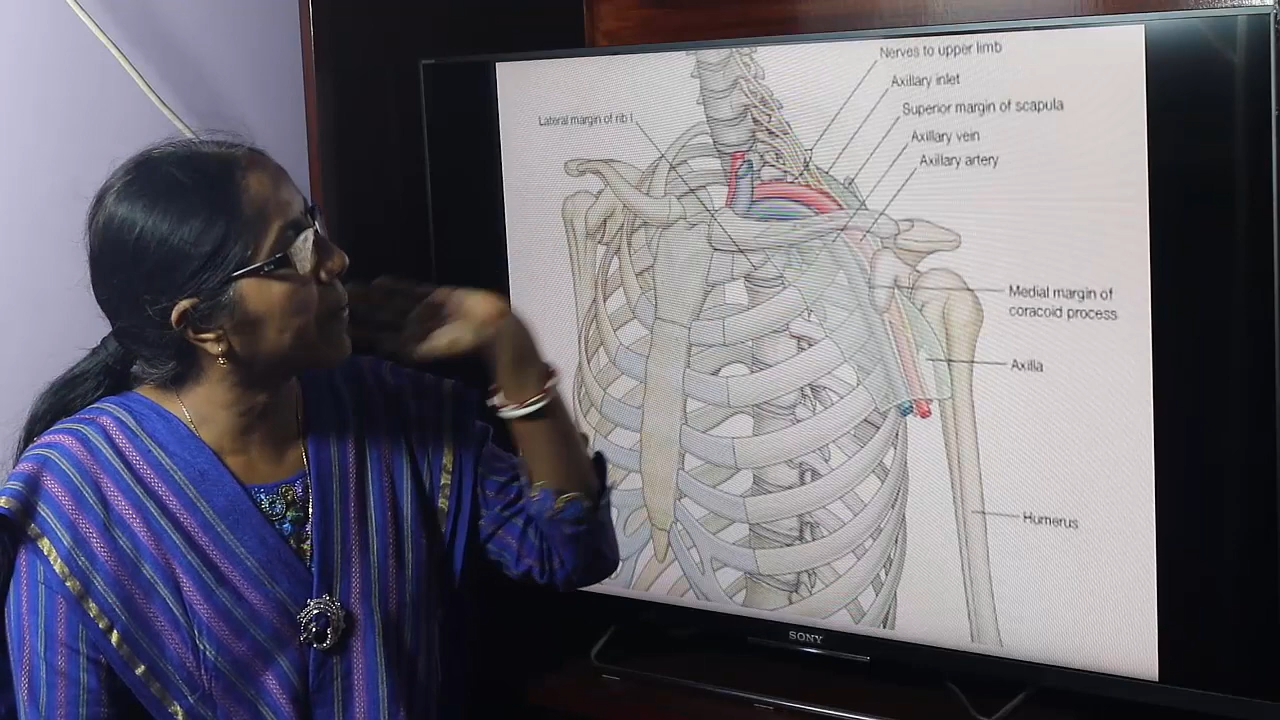 Nerves to upper limb
Axillary inlet
Superior margin of scapula
Axillary vein
Axillary artery
Lateral margin of rib I
Medial margin of
coracoid process
Axilla
Humerus
SONY